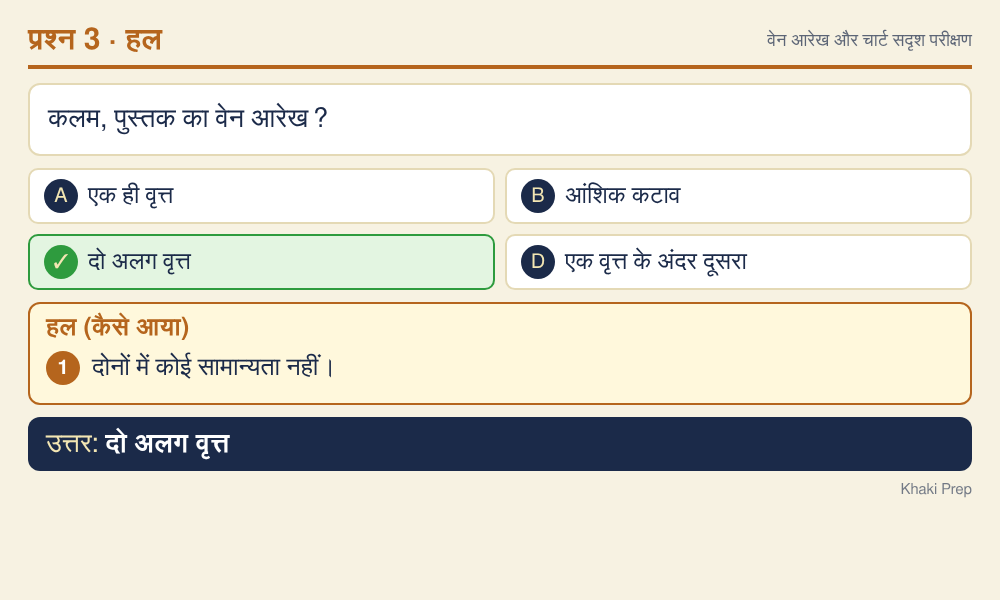 प्रश्न 3 · हल
वेन आरेख और चार्ट सदृश परीक्षण
कलम, पुस्तक का वेन आरेख ?
A एक ही वृत्त
B आंशिक कटाव
✓ दो अलग वृत्त
D एक वृत्त के अंदर दूसरा
हल (कैसे आया)
1 दोनों में कोई सामान्यता नहीं।
उत्तर: दो अलग वृत्त
Khaki Prep